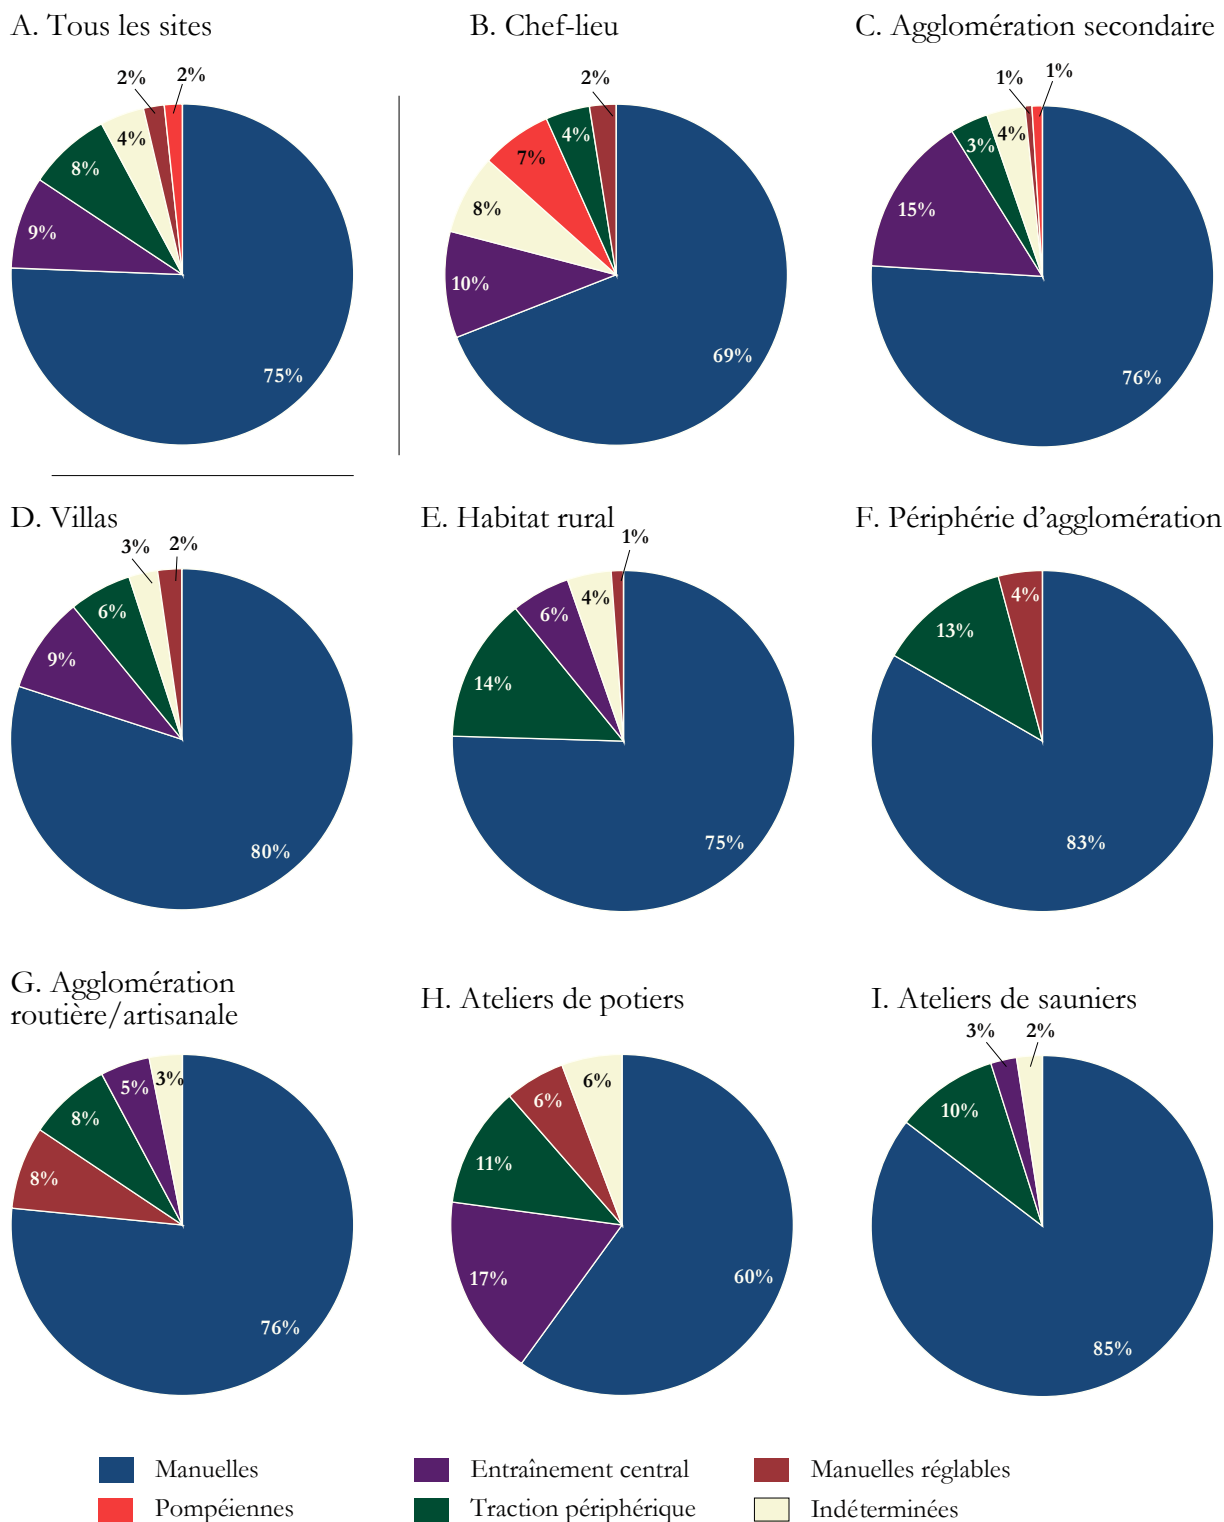 A. Tous les sites
2%
2%
4%
8%
9%
75%
B. Chef-lieu
2%
4%
7%
8%
10%
69%
C. Agglomération secondaire
1%
1%
4%
3%
15%
76%
D. Villas
3%
2%
6%
9%
80%
E. Habitat rural
1%
4%
6%
14%
75%
F. Périphérie d'agglomération
4%
13%
83%
G. Agglomération
routière/artisanale
3%
5%
8%
8%
76%
H. Ateliers de potiers
6%
6%
11%
17%
60%
I. Ateliers de sauniers
3%
2%
10%
85%
Manuelles
Entraînement central
Manuelles réglables
Pompéiennes
Traction périphérique
Indéterminées